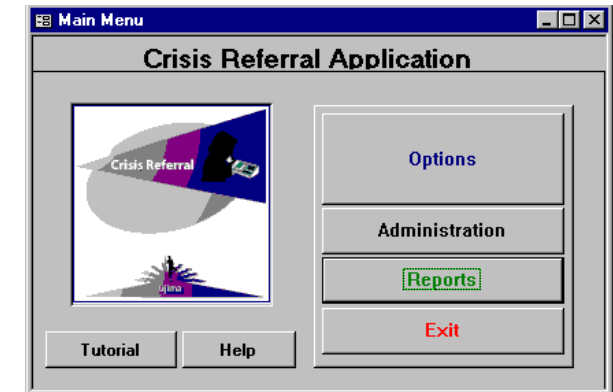 Main Menu
Crisis Referral Application
Crisis Referral
ujima
Options
Administration
Reports
Exit
Tutorial
Help